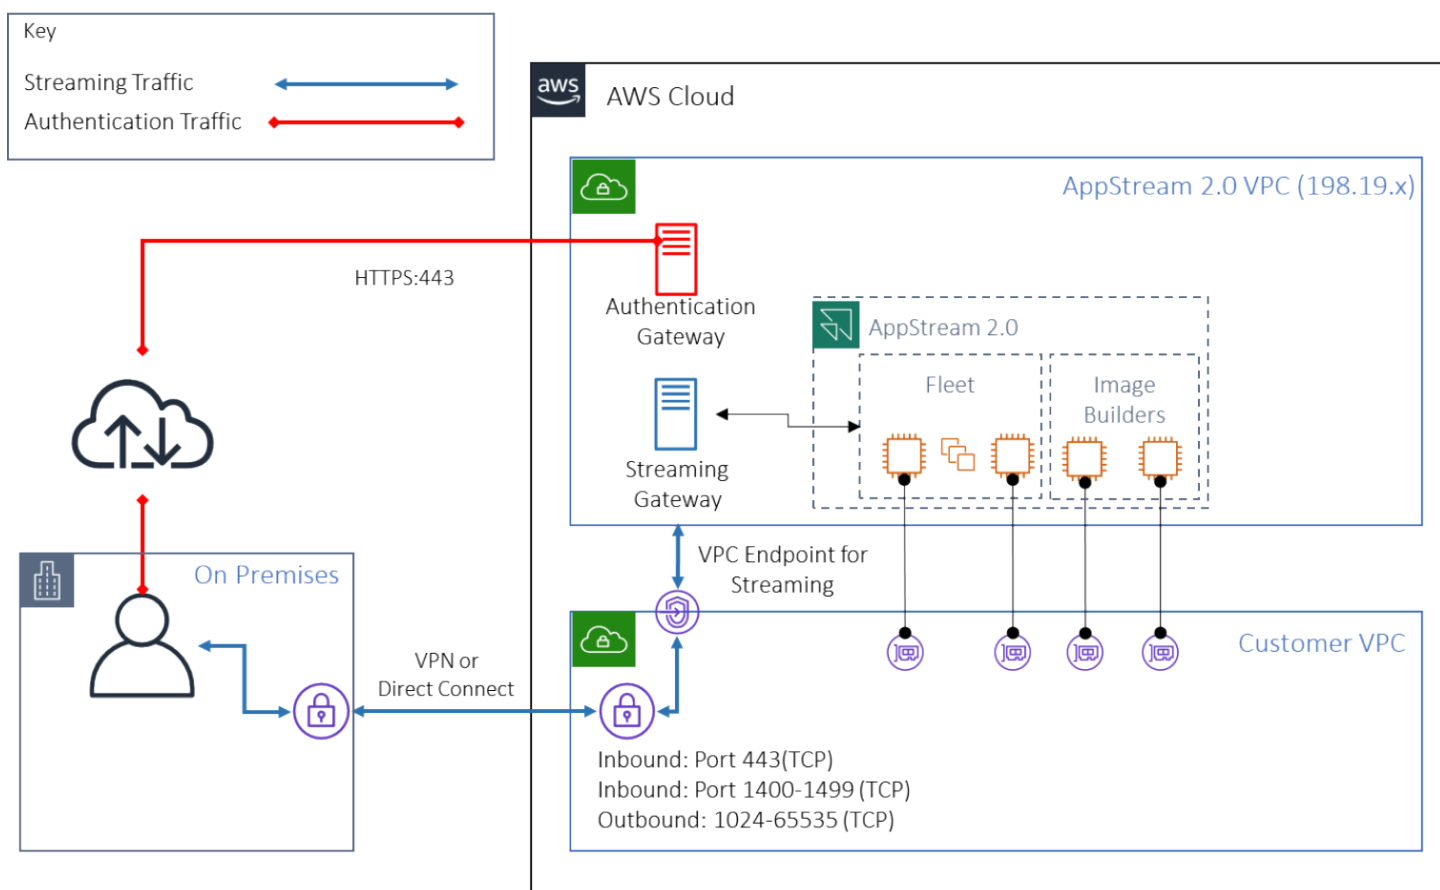 Key
Streaming Traffic
Authentication Traffic
aws
AWS Cloud
AppStream 2.0 VPC (198.19.x)
HTTPS:443
Authentication
Gateway
AppStream 2.0
Fleet
Image
Builders
Streaming
Gateway
VPC Endpoint for
Streaming
On Premises
VPN or
Direct Connect
Customer VPC
Inbound: Port 443(TCP)
Inbound: Port 1400-1499 (TCP)
Outbound: 1024-65535 (TCP)